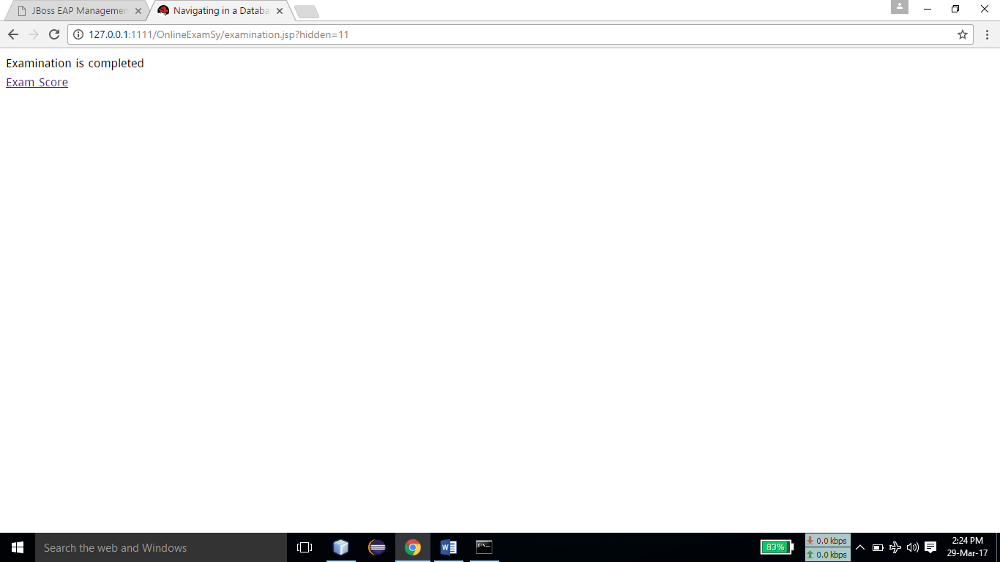 JBoss EAP Managemen
Navigating in a Databa
127.0.0.1:1111/OnlineExamSy/examination.jsp?hidden=11
Examination is completed
Exam Score
Search the web and Windows
83%
0.0 kbps
0.0 kbps
2:24 PM
29-Mar-17